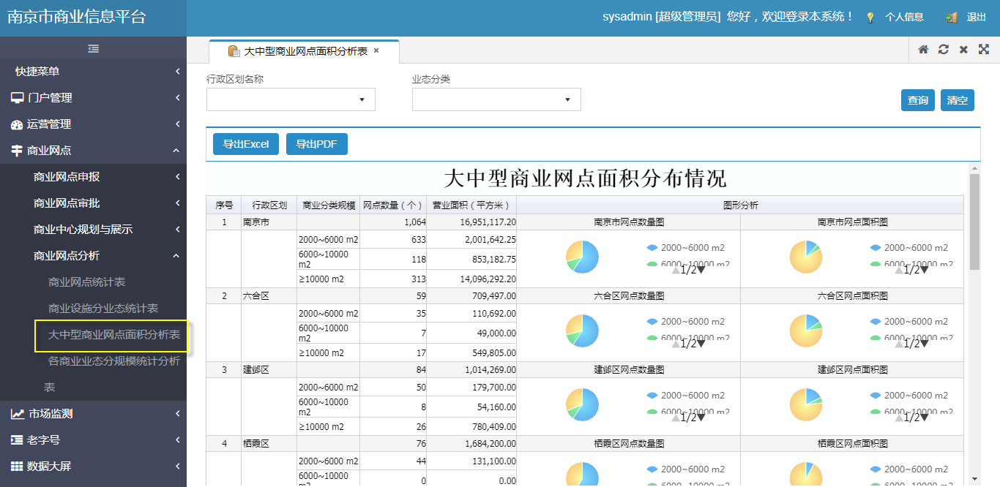 南京市商业信息平台
sysadmin [超级管理员] 您好，欢迎登录本系统！ 个人信息 退出
快捷菜单
门户管理
运营管理
商业网点
商业网点申报
商业网点审批
商业中心规划与展示
商业网点分析
商业网点统计表
商业设施分业态统计表
大中型商业网点面积分析表
各商业业态分规模统计分析
表
市场监测
老字号
数据大屏
大中型商业网点面积分析表
行政区划名称 业态分类
查询 清空
导出Excel 导出PDF
大中型商业网点面积分布情况
序号 行政区划 商业分类规模 网点数量（个） 营业面积（平方米） 图形分析
1 南京市 1,064 16,951,117.20 南京市网点数量图 南京市网点面积图
2000~6000 m2 633 2,001,642.25 2000~6000 m2 2000~6000 m2
6000~10000 m2 118 853,182.75 6000~10000 m2 6000~10000 m2
1/2 1/2
≥10000 m2 313 14,096,292.20
2 六合区 59 709,497.00 六合区网点数量图 六合区网点面积图
2000~6000 m2 35 110,692.00 2000~6000 m2 2000~6000 m2
6000~10000 m2 7 49,000.00 6000~10000 m2 6000~10000 m2
1/2 1/2
≥10000 m2 17 549,805.00
3 建邺区 84 1,014,269.00 建邺区网点数量图 建邺区网点面积图
2000~6000 m2 50 179,700.00 2000~6000 m2 2000~6000 m2
6000~10000 m2 8 54,160.00 6000~10000 m2 6000~10000 m2
1/2 1/2
≥10000 m2 26 780,409.00
4 栖霞区 76 1,684,200.00 栖霞区网点数量图 栖霞区网点面积图
2000~6000 m2 44 131,100.00 2000~6000 m2 2000~6000 m2
6000~10000 m2 0 0.00 6000~10000 m2 6000~10000 m2